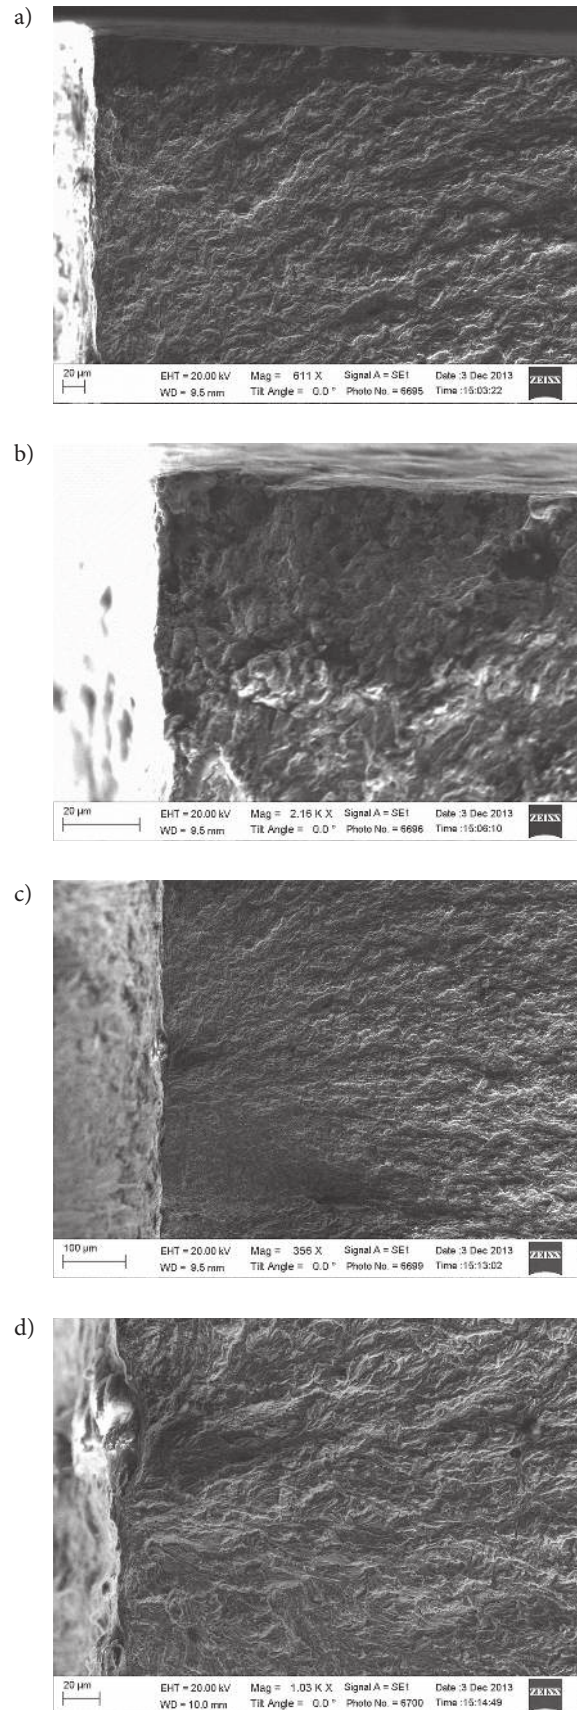 a)
20 µm
EHT = 20.00 kV Mag = 611 X Signal A = SE1 Date :3 Dec 2013
WD = 9.5 mm Tilt Angle = 0.0 ° Photo No. = 6695 Time :15:03:22
ZEISS
b)
20 µm
EHT = 20.00 kV Mag = 2.16 K X Signal A = SE1 Date :3 Dec 2013
WD = 9.5 mm Tilt Angle = 0.0 ° Photo No. = 6696 Time :15:06:10
ZEISS
c)
100 µm
EHT = 20.00 kV Mag = 356 X Signal A = SE1 Date :3 Dec 2013
WD = 9.5 mm Tilt Angle = 0.0 ° Photo No. = 6699 Time :15:13:02
ZEISS
d)
20 µm
EHT = 20.00 kV Mag = 1.03 K X Signal A = SE1 Date :3 Dec 2013
WD = 10.0 mm Tilt Angle = 0.0 ° Photo No. = 6700 Time :15:14:49
ZEISS